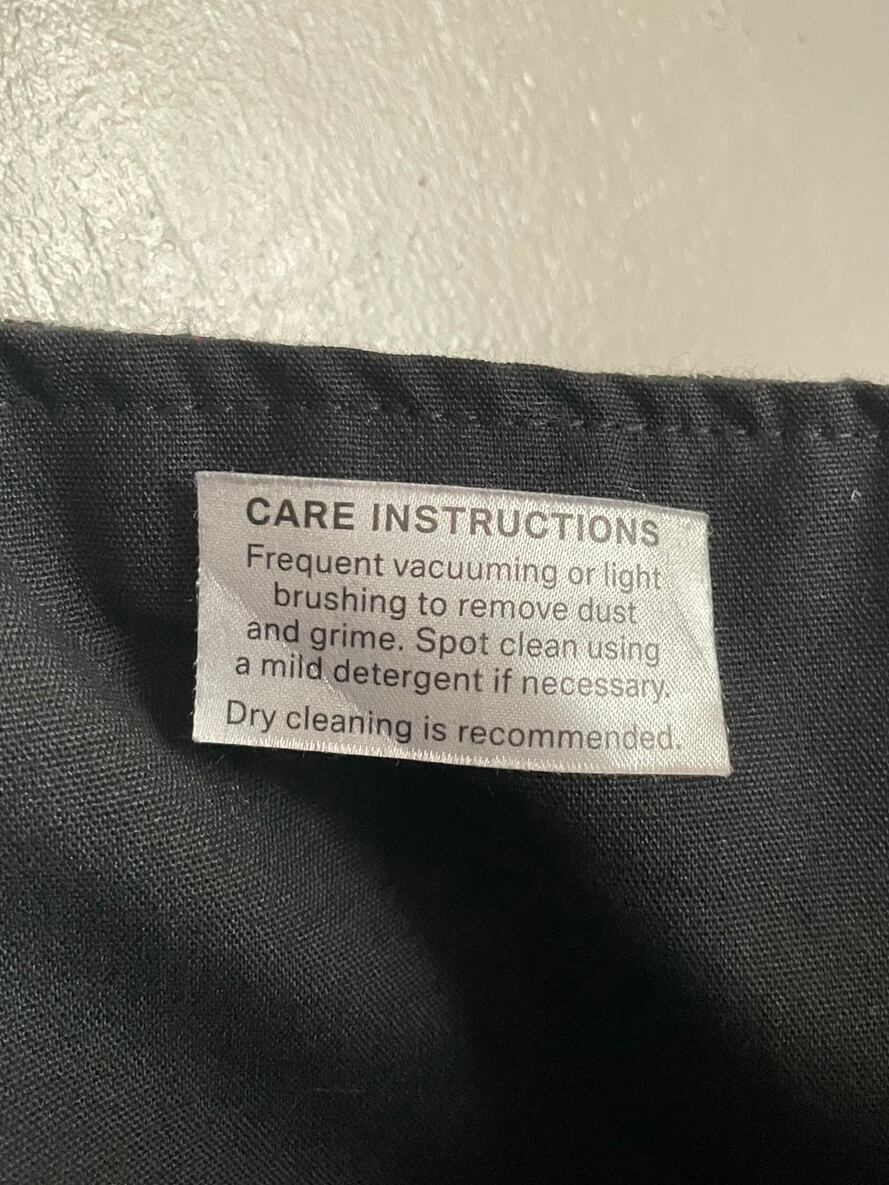 CARE INSTRUCTIONS
Frequent vacuuming or light
brushing to remove dust
and grime. Spot clean using
a mild detergent if necessary.
Dry cleaning is recommended.